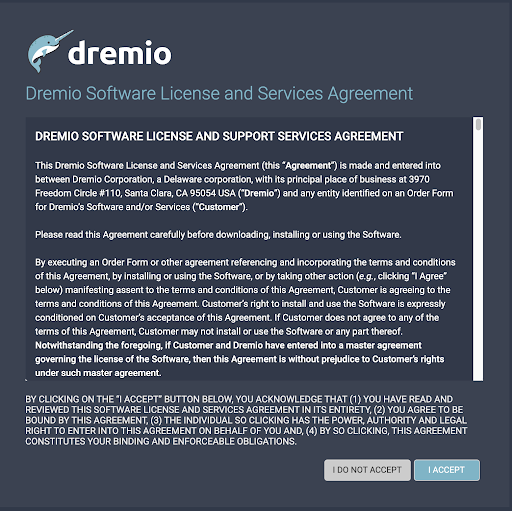 dremio
Dremio Software License and Services Agreement
DREMIO SOFTWARE LICENSE AND SUPPORT SERVICES AGREEMENT
This Dremio Software License and Services Agreement (this “Agreement”) is made and entered into
between Dremio Corporation, a Delaware corporation, with its principal place of business at 3970
Freedom Circle #110, Santa Clara, CA 95054 USA (“Dremio”) and any entity identified on an Order Form
for Dremio’s Software and/or Services (“Customer”).
Please read this Agreement carefully before downloading, installing or using the Software.
By executing an Order Form or other agreement referencing and incorporating the terms and conditions
of this Agreement, by installing or using the Software, or by taking other action (e.g., clicking “I Agree”
below) manifesting assent to the terms and conditions of this Agreement, Customer is agreeing to the
terms and conditions of this Agreement. Customer’s right to install and use the Software is expressly
conditioned on Customer’s acceptance of this Agreement. If Customer does not agree to any of the
terms of this Agreement, Customer may not install or use the Software or any part thereof.
Notwithstanding the foregoing, if Customer and Dremio have entered into a master agreement
governing the license of the Software, then this Agreement is without prejudice to Customer’s rights
under such master agreement.
BY CLICKING ON THE “I ACCEPT” BUTTON BELOW, YOU ACKNOWLEDGE THAT (1) YOU HAVE READ AND
REVIEWED THIS SOFTWARE LICENSE AND SERVICES AGREEMENT IN ITS ENTIRETY, (2) YOU AGREE TO BE
BOUND BY THIS AGREEMENT, (3) THE INDIVIDUAL SO CLICKING HAS THE POWER, AUTHORITY AND LEGAL
RIGHT TO ENTER INTO THIS AGREEMENT ON BEHALF OF YOU AND, (4) BY SO CLICKING, THIS AGREEMENT
CONSTITUTES YOUR BINDING AND ENFORCEABLE OBLIGATIONS.
I DO NOT ACCEPT
I ACCEPT